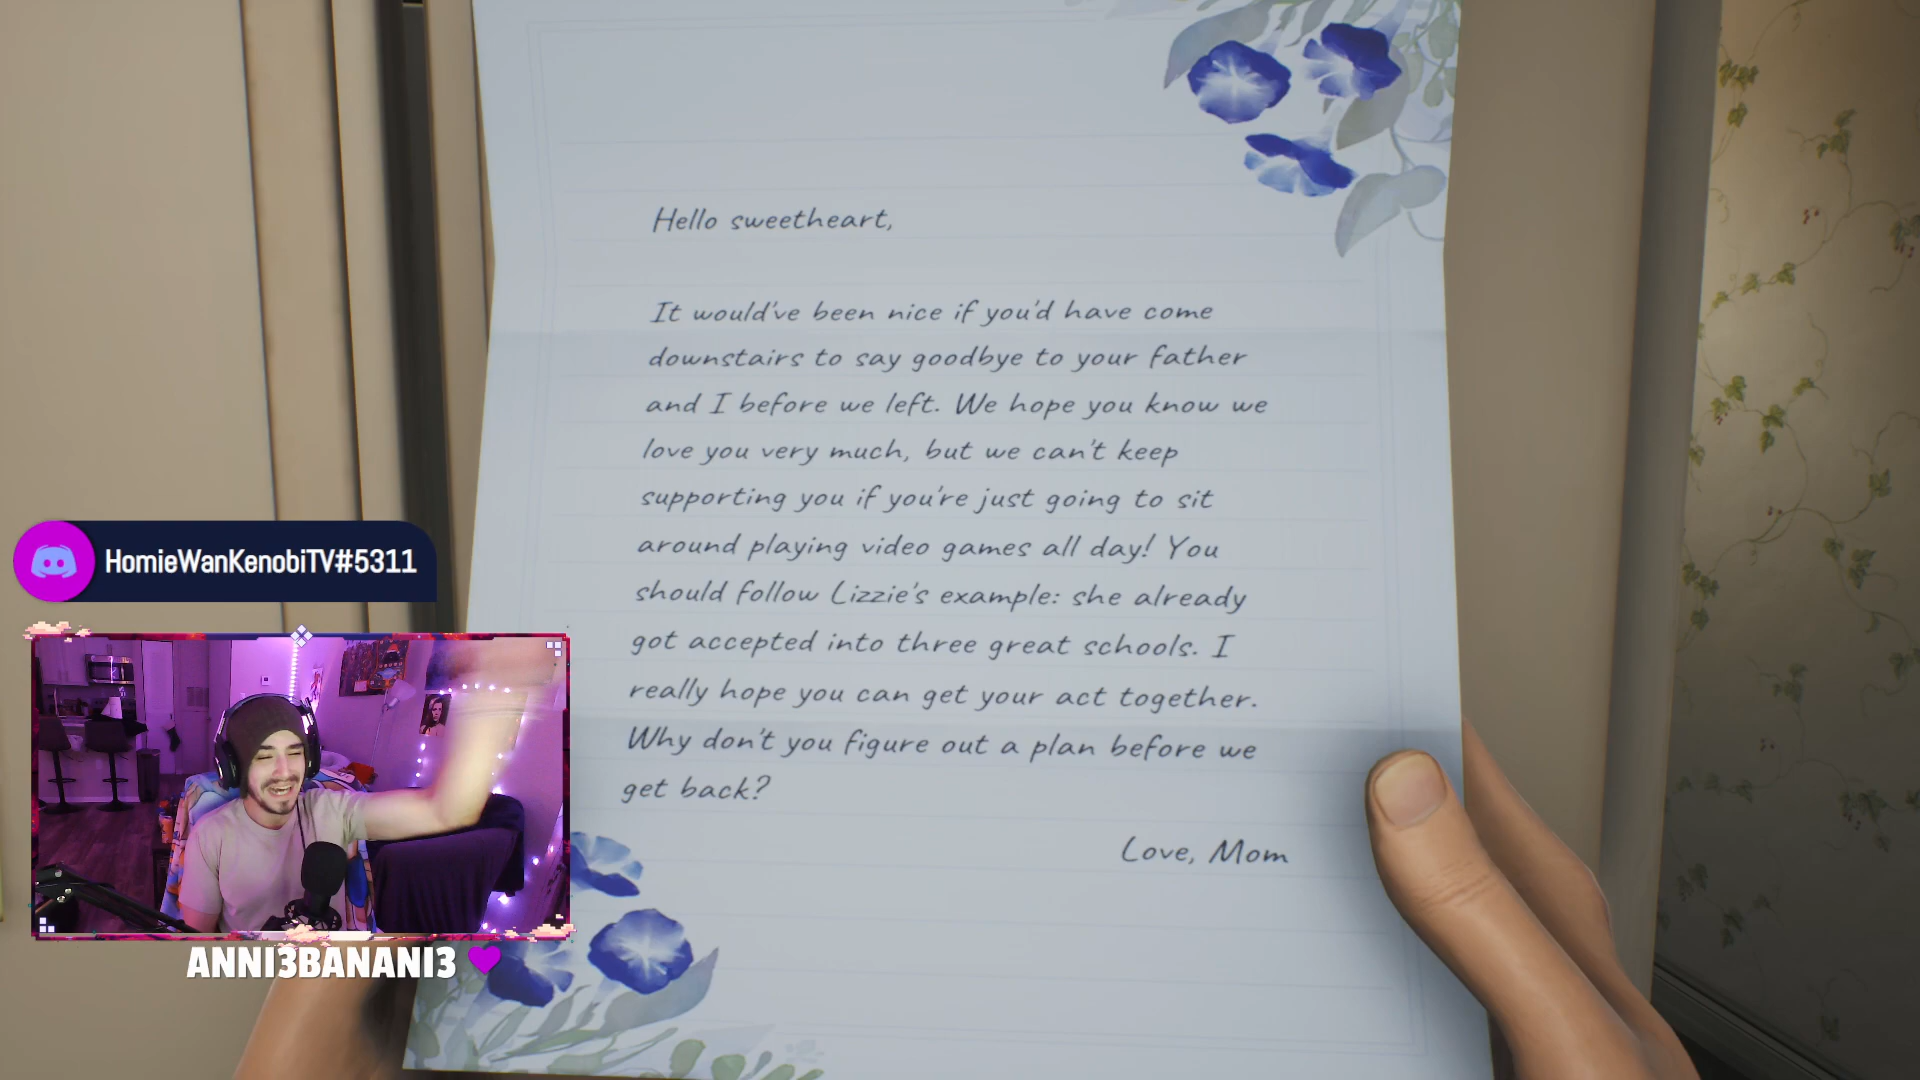 Hello sweetheart,
It would've been nice if you'd have come
downstairs to say goodbye to your father
and I before we left. We hope you know we
love you very much, but we can't keep
supporting you if you're just going to sit
around playing video games all day! You
should follow Lizzie's example: she already
got accepted into three great schools. I
really hope you can get your act together.
Why don't you figure out a plan before we
get back?
Love, Mom
HomieWanKenobiTV#5311
ANNI3BANANI3